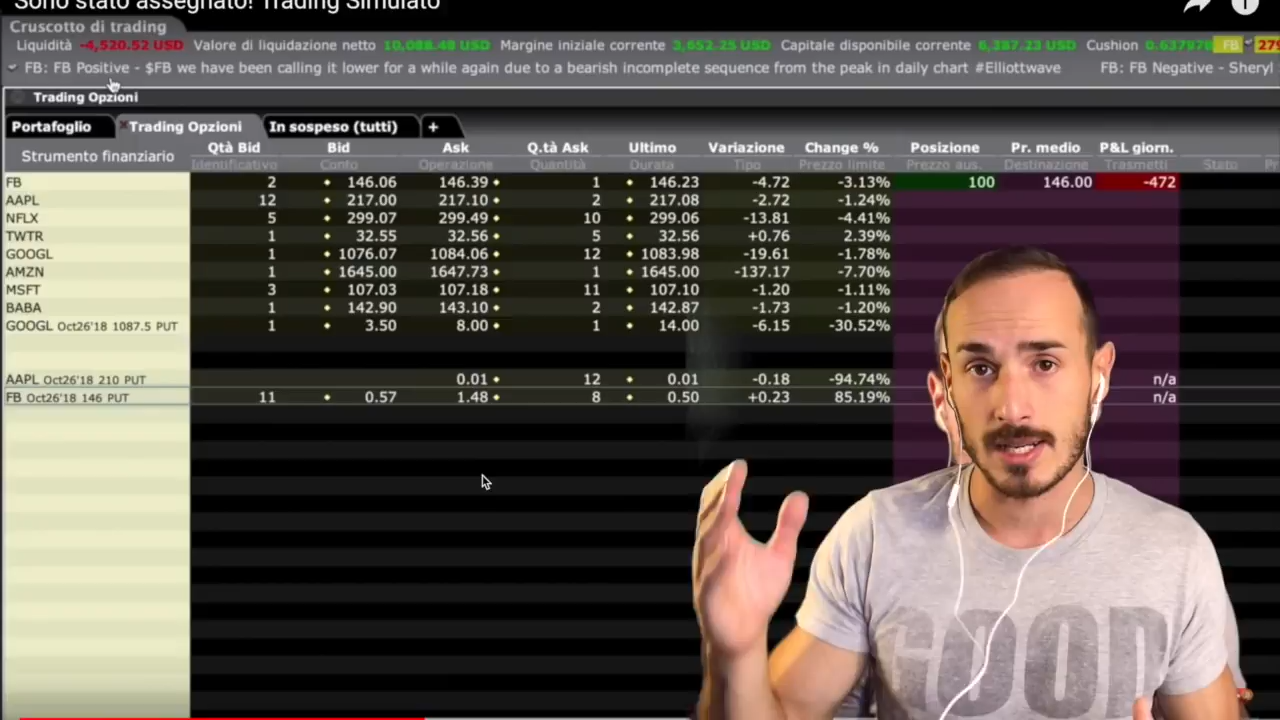 Sono stato assegnato! Trading Simulato
Cruscotto di trading
Liquidità -4,520.52 USD Valore di liquidazione netto 10,088.48 USD Margine iniziale corrente 3,652.25 USD Capitale disponibile corrente 6,387.23 USD Cushion 0.637970 FB
FB: FB Positive - $FB we have been calling it lower for a while again due to a bearish incomplete sequence from the peak in daily chart #Elliottwave FB: FB Negative - Sheryl
Trading Opzioni
Portafoglio Trading Opzioni In sospeso (tutti) +
Strumento finanziario Qtà Bid Bid Ask Q.tà Ask Ultimo Variazione Change % Posizione Pr. medio P&L giorn.
Identificativo Conto Operazione Quantità Durata Tipo Prezzo limite Prezzo aus. Destinazione Trasmetti Stato
FB 2 146.06 146.39 1 146.23 -4.72 -3.13% 100 146.00 -472
AAPL 12 217.00 217.10 2 217.08 -2.72 -1.24%
NFLX 5 299.07 299.49 10 299.06 -13.81 -4.41%
TWTR 1 32.55 32.56 5 32.56 +0.76 2.39%
GOOGL 1 1076.07 1084.06 12 1083.98 -19.61 -1.78%
AMZN 1 1645.00 1647.73 1 1645.00 -137.17 -7.70%
MSFT 3 107.03 107.18 11 107.10 -1.20 -1.11%
BABA 1 142.90 143.10 2 142.87 -1.73 -1.20%
GOOGL Oct26'18 1087.5 PUT 1 3.50 8.00 1 14.00 -6.15 -30.52%
AAPL Oct26'18 210 PUT 0.01 12 0.01 -0.18 -94.74% n/a
FB Oct26'18 146 PUT 11 0.57 1.48 8 0.50 +0.23 85.19% n/a
GOOD